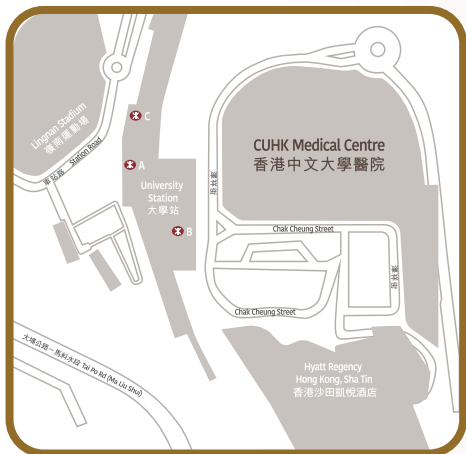 C
Lingnan Stadium
嶺南運動場
車站路 Station Road
A
University
Station
大學站
B
CUHK Medical Centre
香港中文大學醫院
澤祥街
Chak Cheung Street
澤祥街
Chak Cheung Street
大埔公路－馬料水段 Tai Po Rd (Ma Liu Shui)
Hyatt Regency
Hong Kong, Sha Tin
香港沙田凱悅酒店